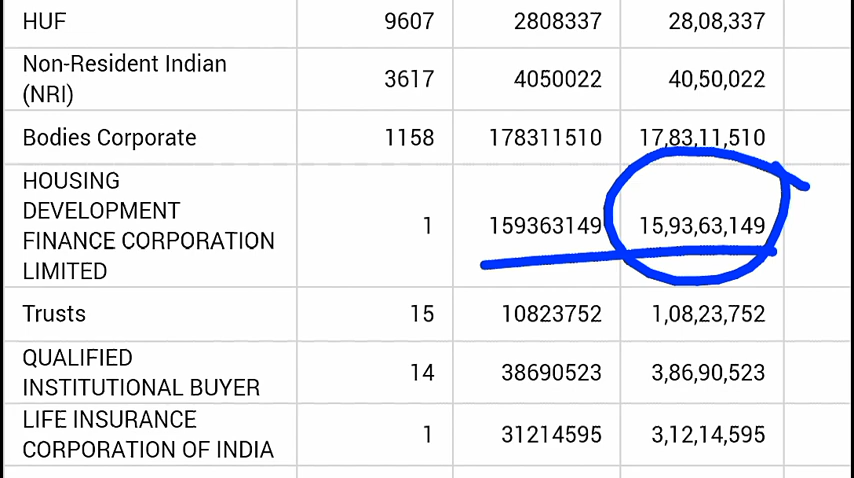 HUF 9607 2808337 28,08,337
Non-Resident Indian
(NRI) 3617 4050022 40,50,022
Bodies Corporate 1158 178311510 17,83,11,510
HOUSING
DEVELOPMENT
FINANCE CORPORATION
LIMITED 1 159363149 15,93,63,149
Trusts 15 10823752 1,08,23,752
QUALIFIED
INSTITUTIONAL BUYER 14 38690523 3,86,90,523
LIFE INSURANCE
CORPORATION OF INDIA 1 31214595 3,12,14,595